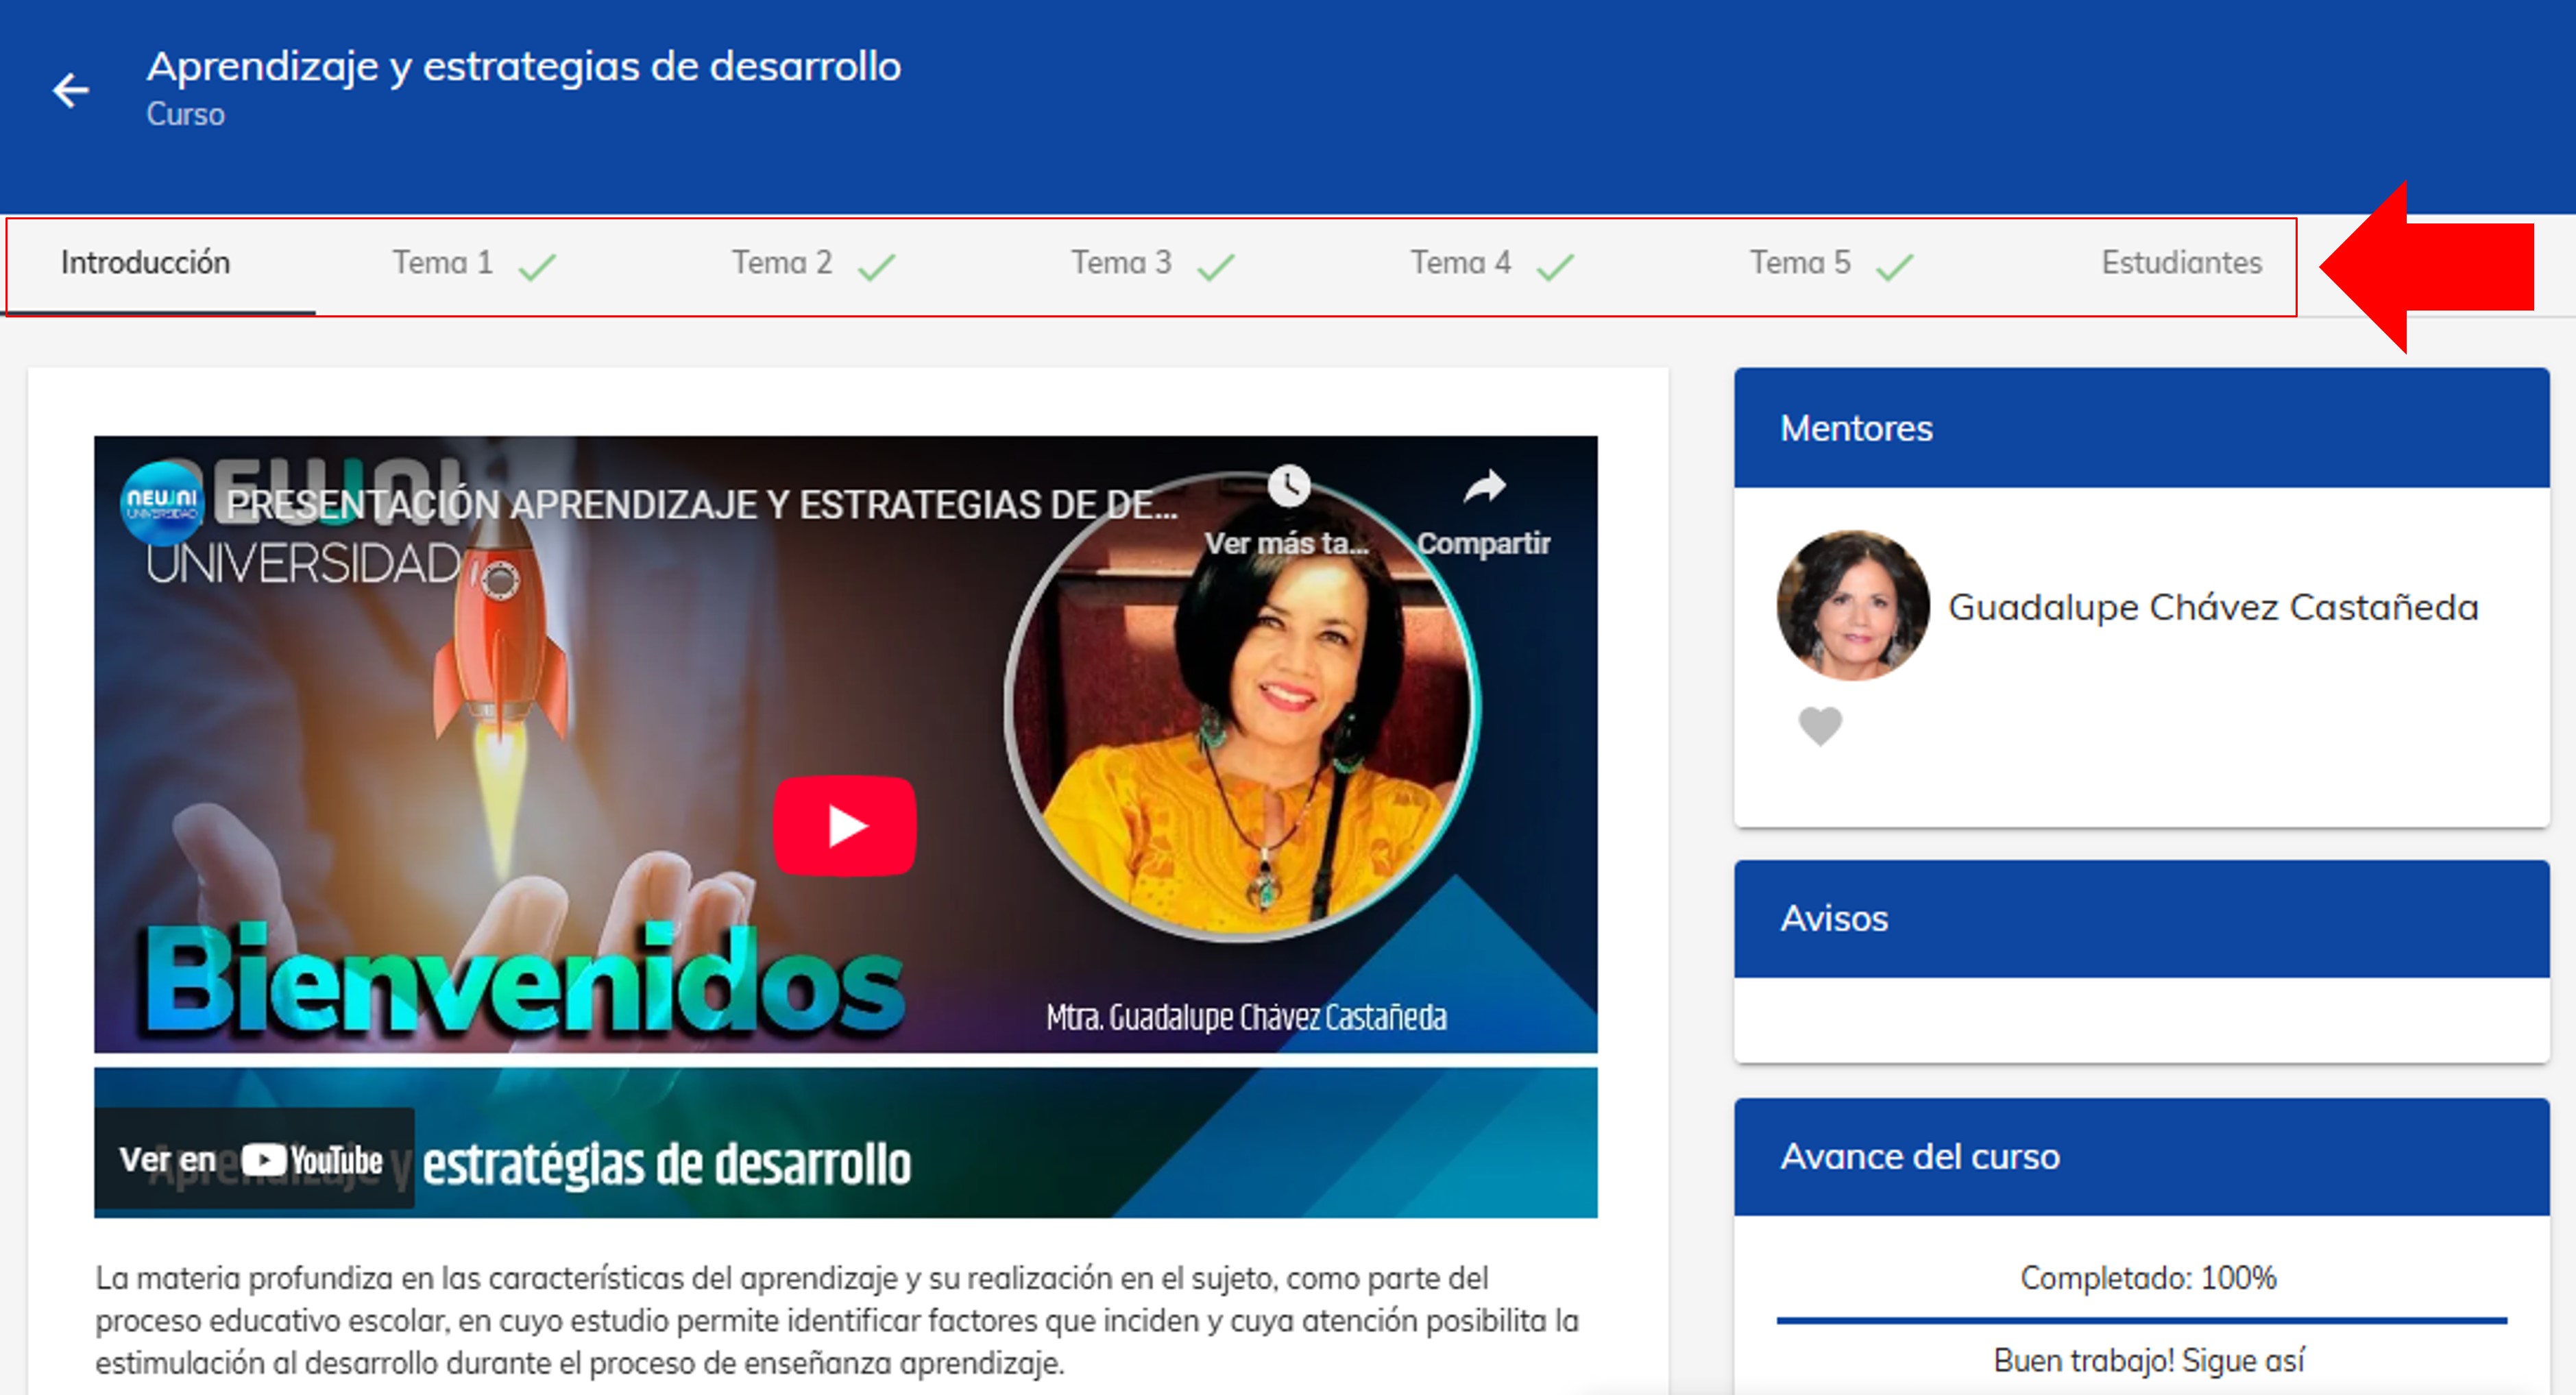 Aprendizaje y estrategias de desarrollo
Curso
Introducción
Tema 1
Tema 2
Tema 3
Tema 4
Tema 5
Estudiantes
NEWNI
UNIVERSIDAD
PRESENTACIÓN APRENDIZAJE Y ESTRATEGIAS DE DE...
Ver más ta...
Compartir
NEWNI
UNIVERSIDAD
Bienvenidos
Mtra. Guadalupe Chávez Castañeda
Ver en YouTube
Aprendizaje y estratégias de desarrollo
La materia profundiza en las características del aprendizaje y su realización en el sujeto, como parte del
proceso educativo escolar, en cuyo estudio permite identificar factores que inciden y cuya atención posibilita la
estimulación al desarrollo durante el proceso de enseñanza aprendizaje.
Mentores
Guadalupe Chávez Castañeda
Avisos
Avance del curso
Completado: 100%
Buen trabajo! Sigue así